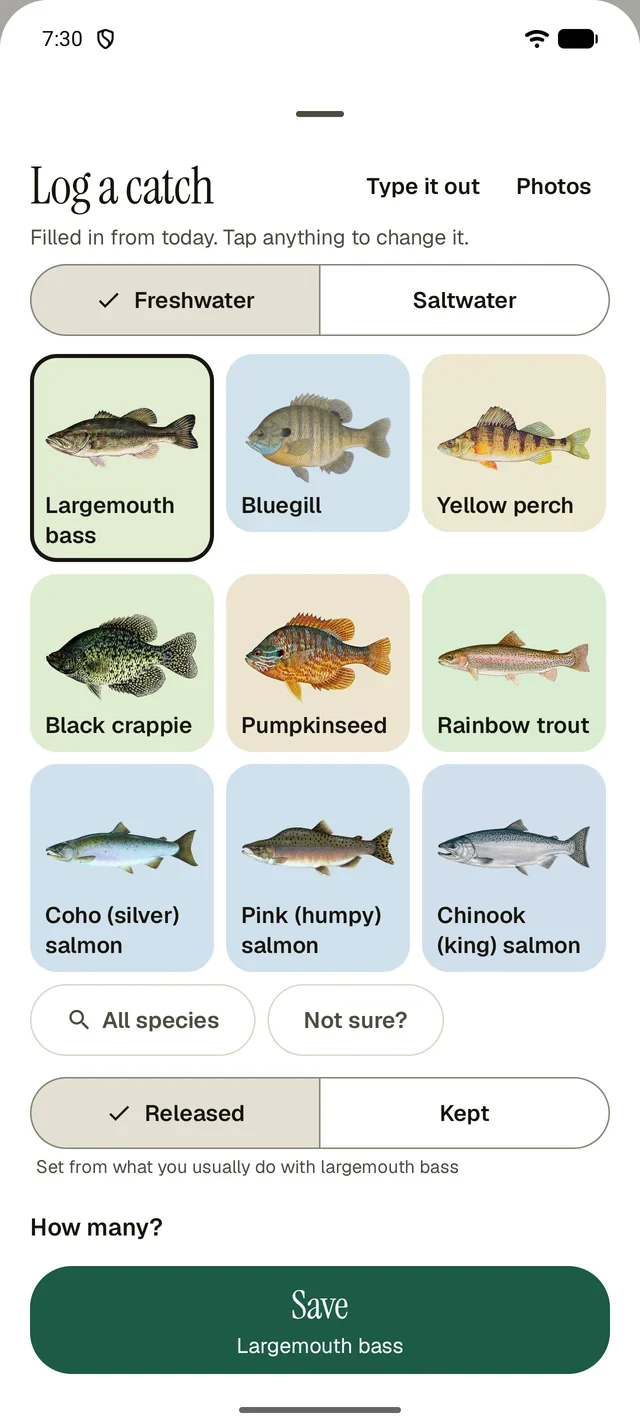 7:30
Log a catch
Type it out
Photos
Filled in from today. Tap anything to change it.
Freshwater
Saltwater
Largemouth
bass
Bluegill
Yellow perch
Black crappie
Pumpkinseed
Rainbow trout
Coho (silver)
salmon
Pink (humpy)
salmon
Chinook
(king) salmon
All species
Not sure?
Released
Kept
Set from what you usually do with largemouth bass
How many?
Save
Largemouth bass